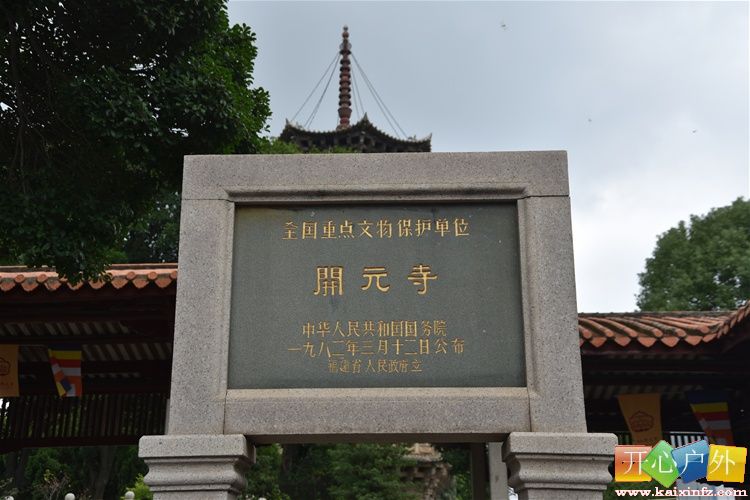 全国重点文物保护单位
開元寺
中华人民共和国国务院
一九八二年三月十二日公布
福建省人民政府立
开心户外
www.kaixinfz.com